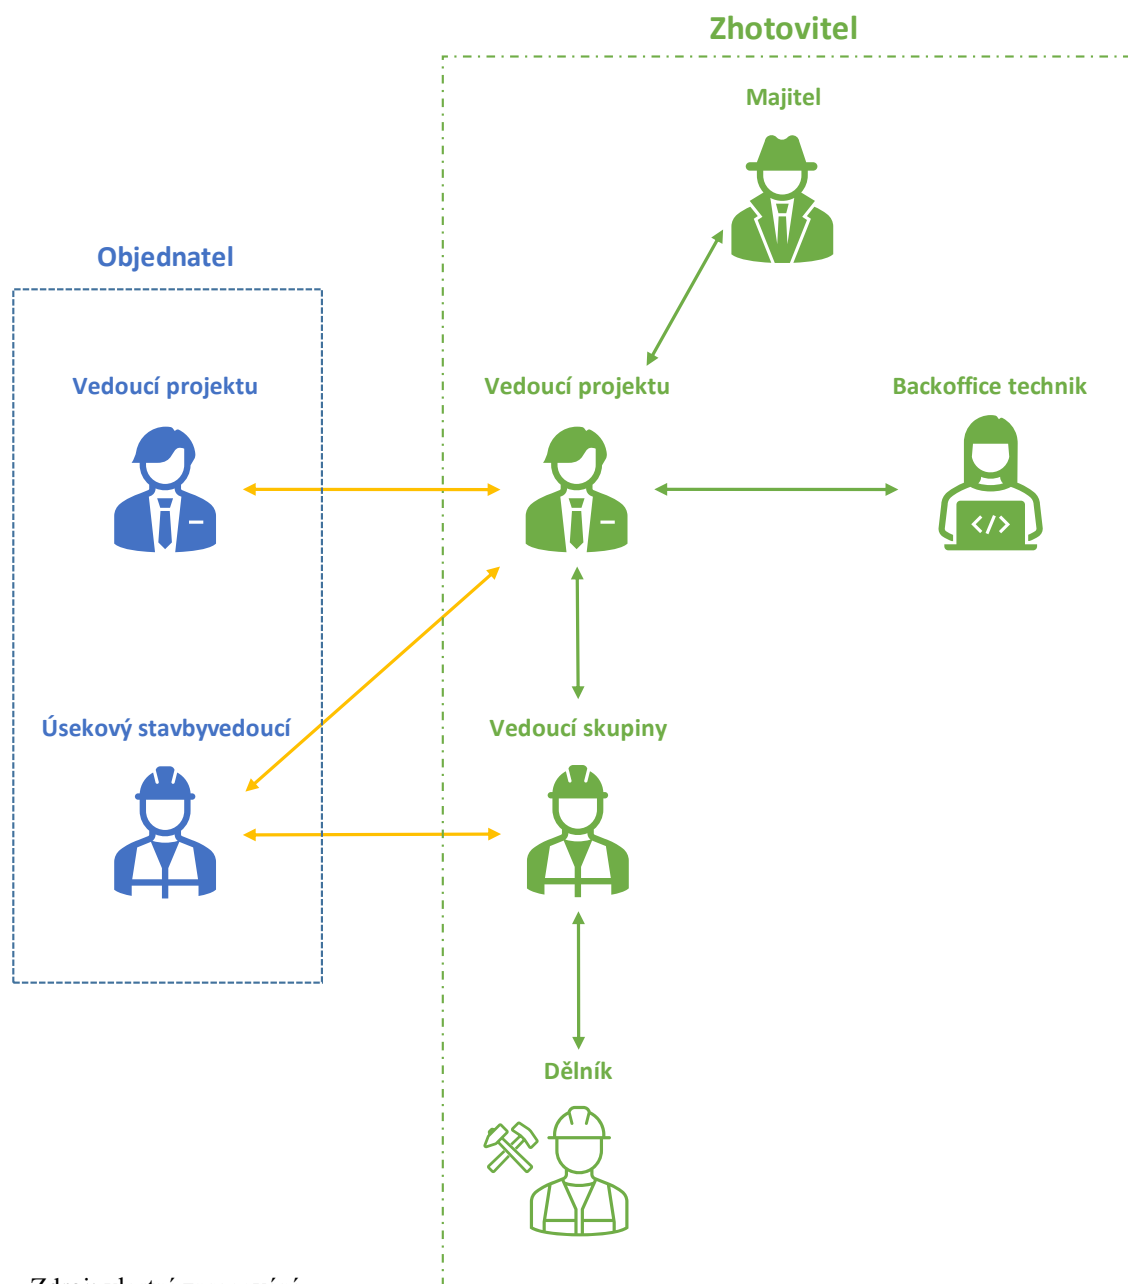 Zhotovitel
Majitel
Objednatel
Vedoucí projektu
Vedoucí projektu
Backoffice technik
</>
Úsekový stavbyvedoucí
Vedoucí skupiny
Dělník